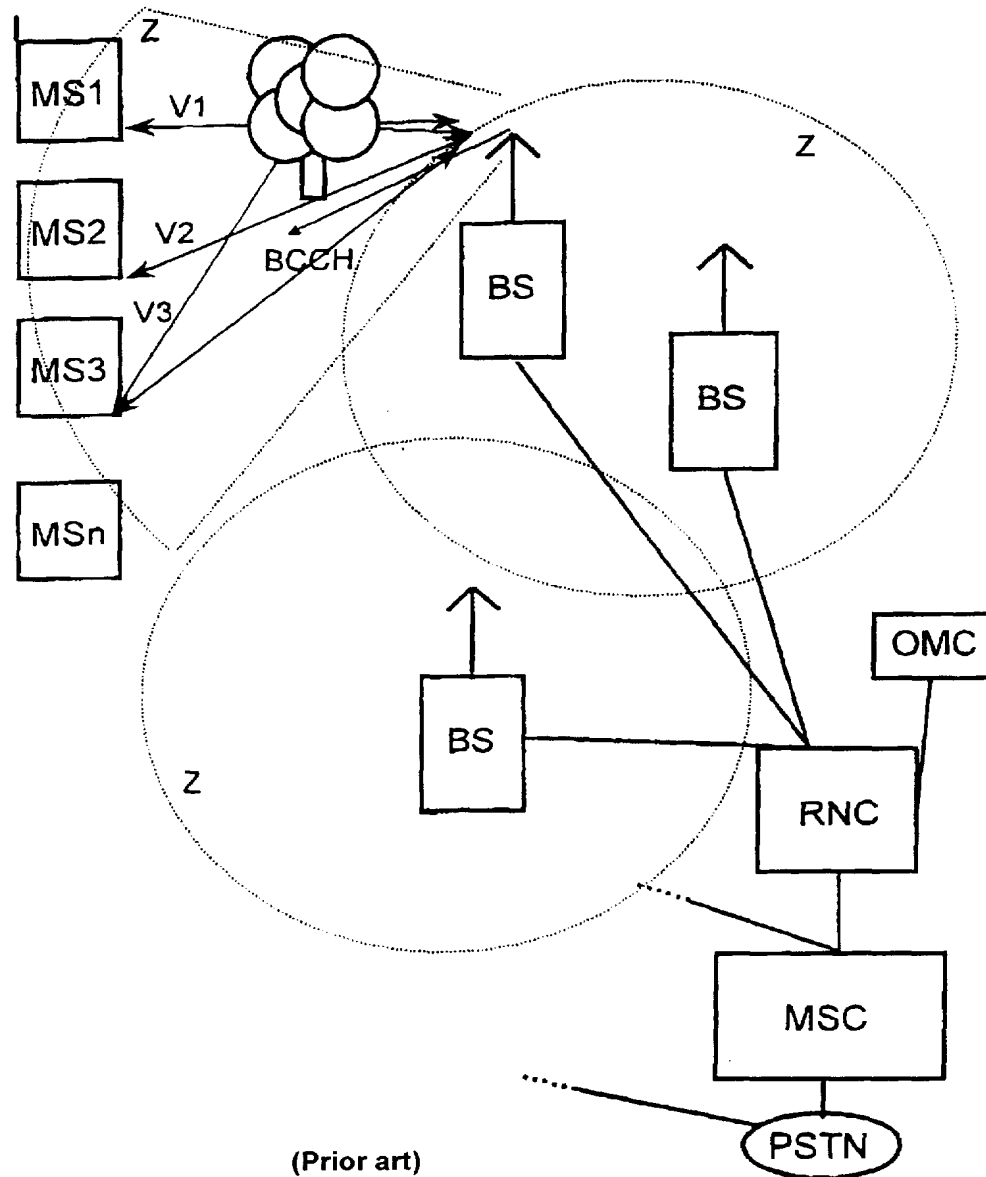 Z
MS1
V1
Z
MS2
V2
BCCH
BS
V3
MS3
BS
MSn
OMC
BS
Z
RNC
MSC
PSTN
(Prior art)